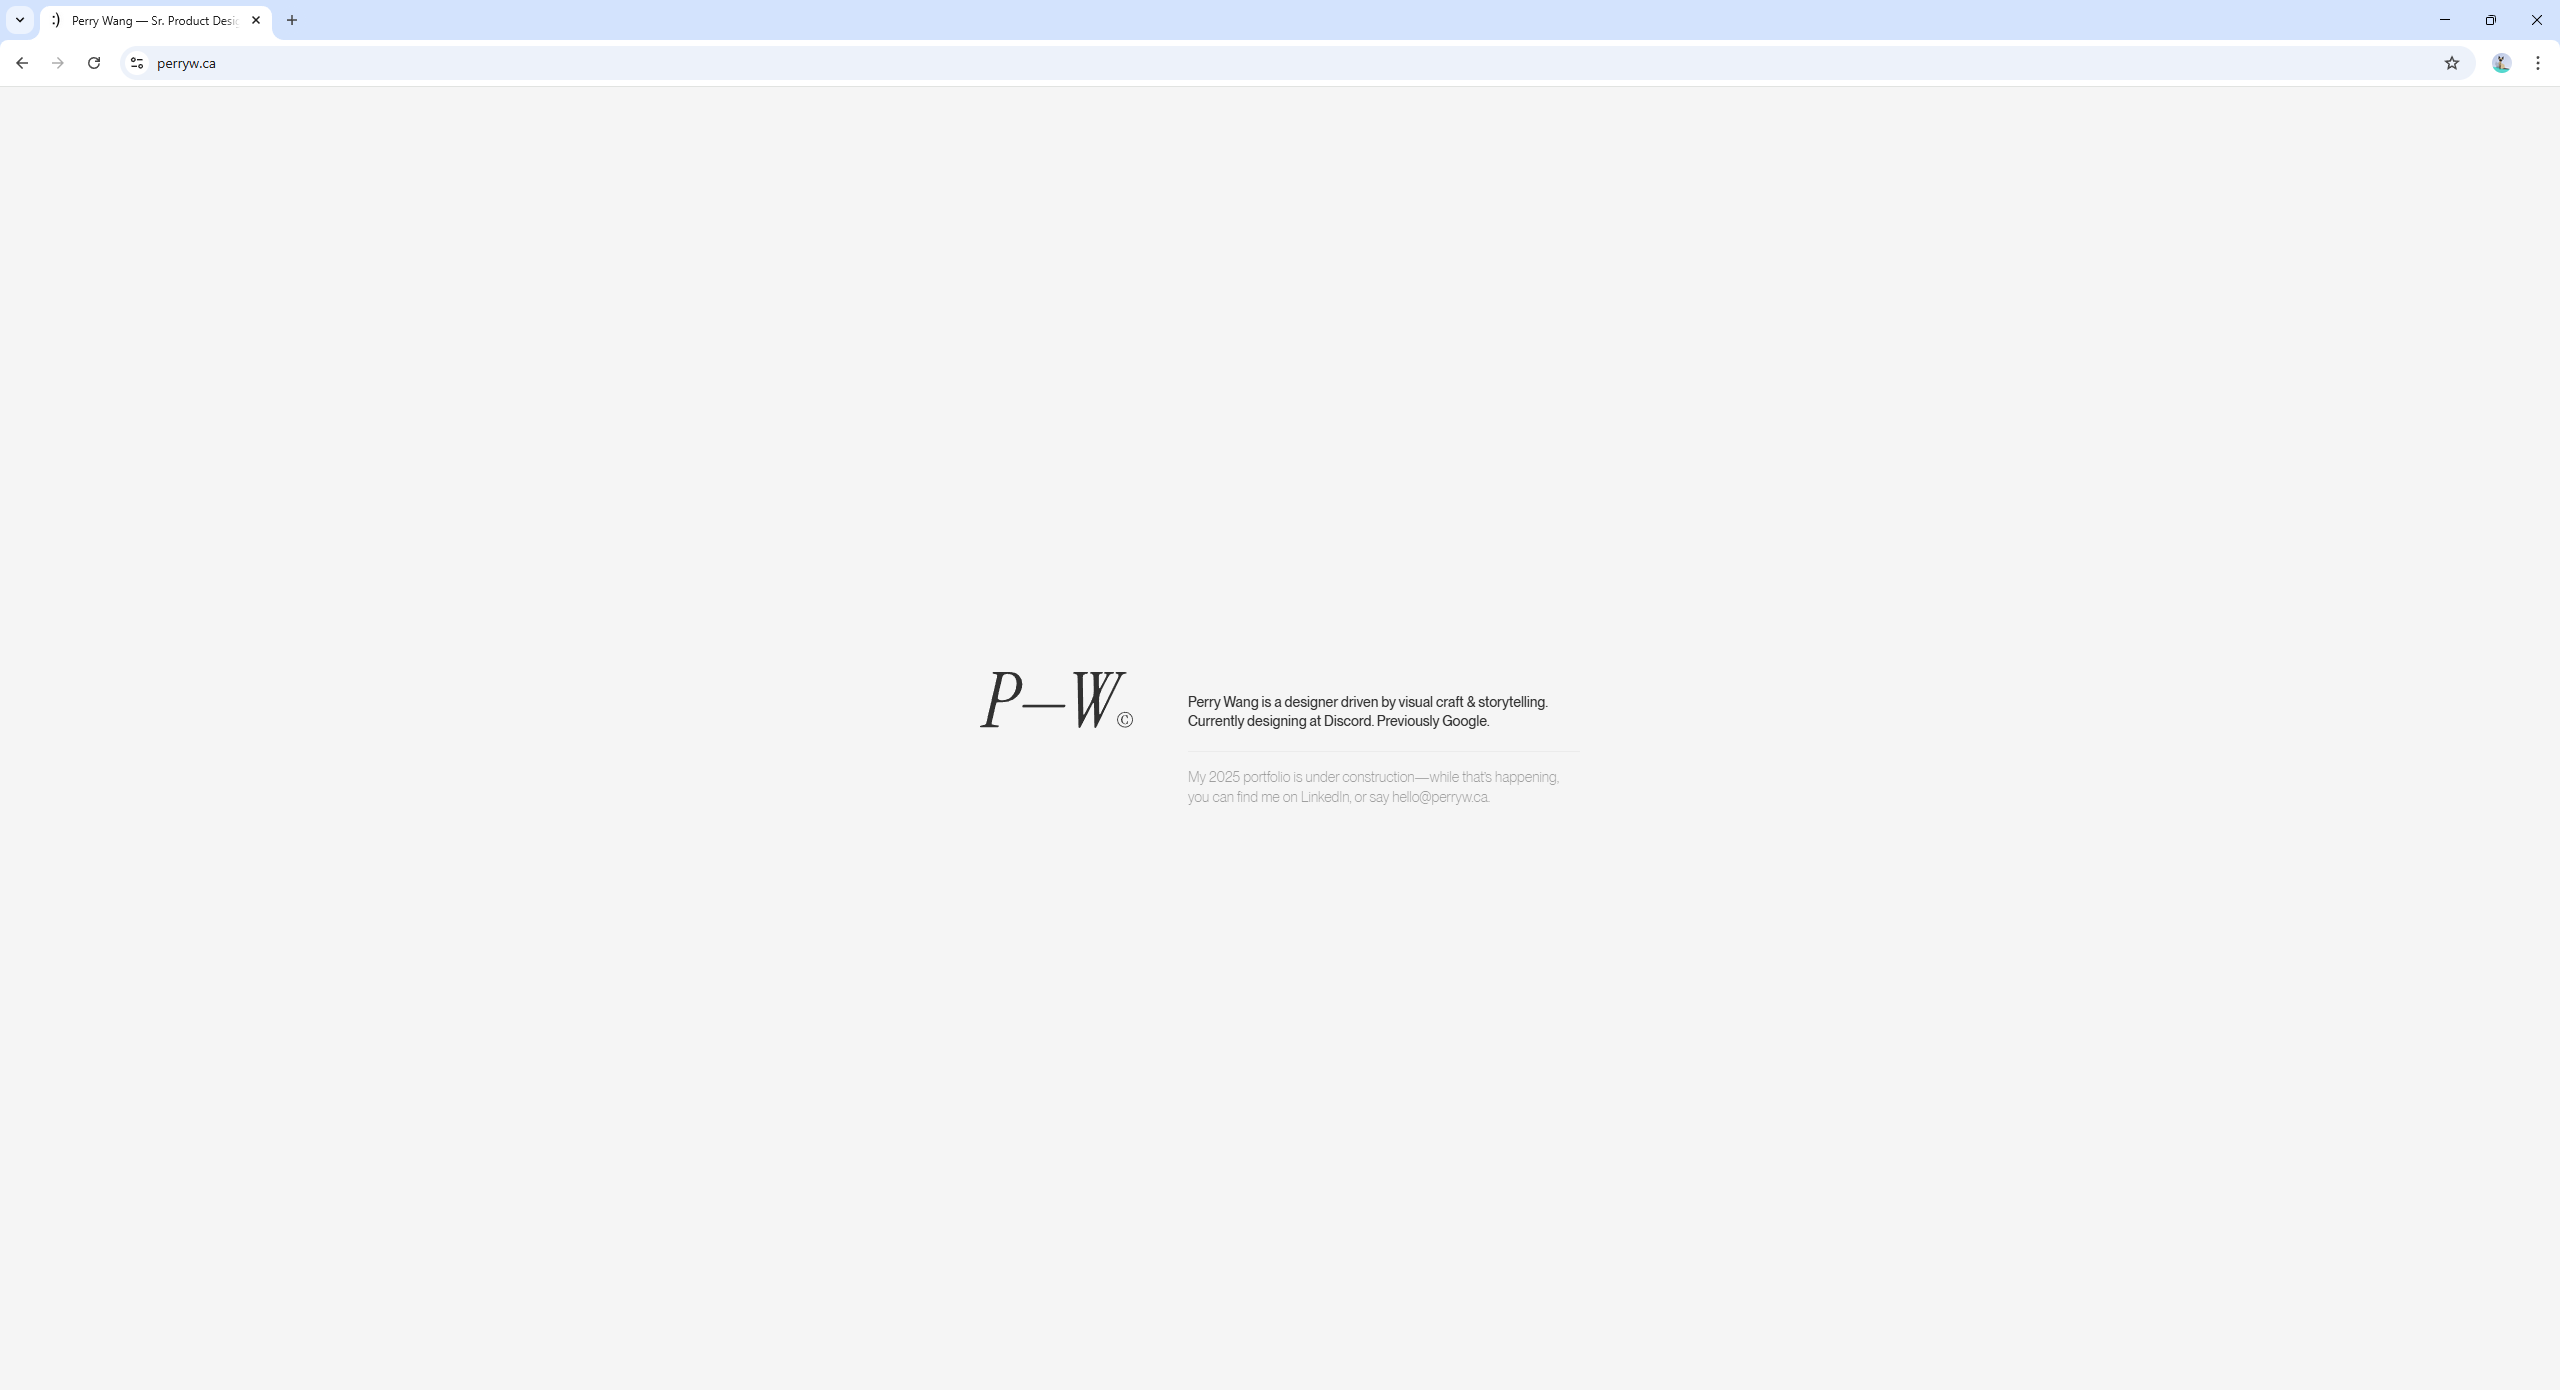 :) Perry Wang — Sr. Product Desig
perryw.ca
P—W©
Perry Wang is a designer driven by visual craft & storytelling.
Currently designing at Discord. Previously Google.
My 2025 portfolio is under construction—while that's happening,
you can find me on LinkedIn, or say hello@perryw.ca.